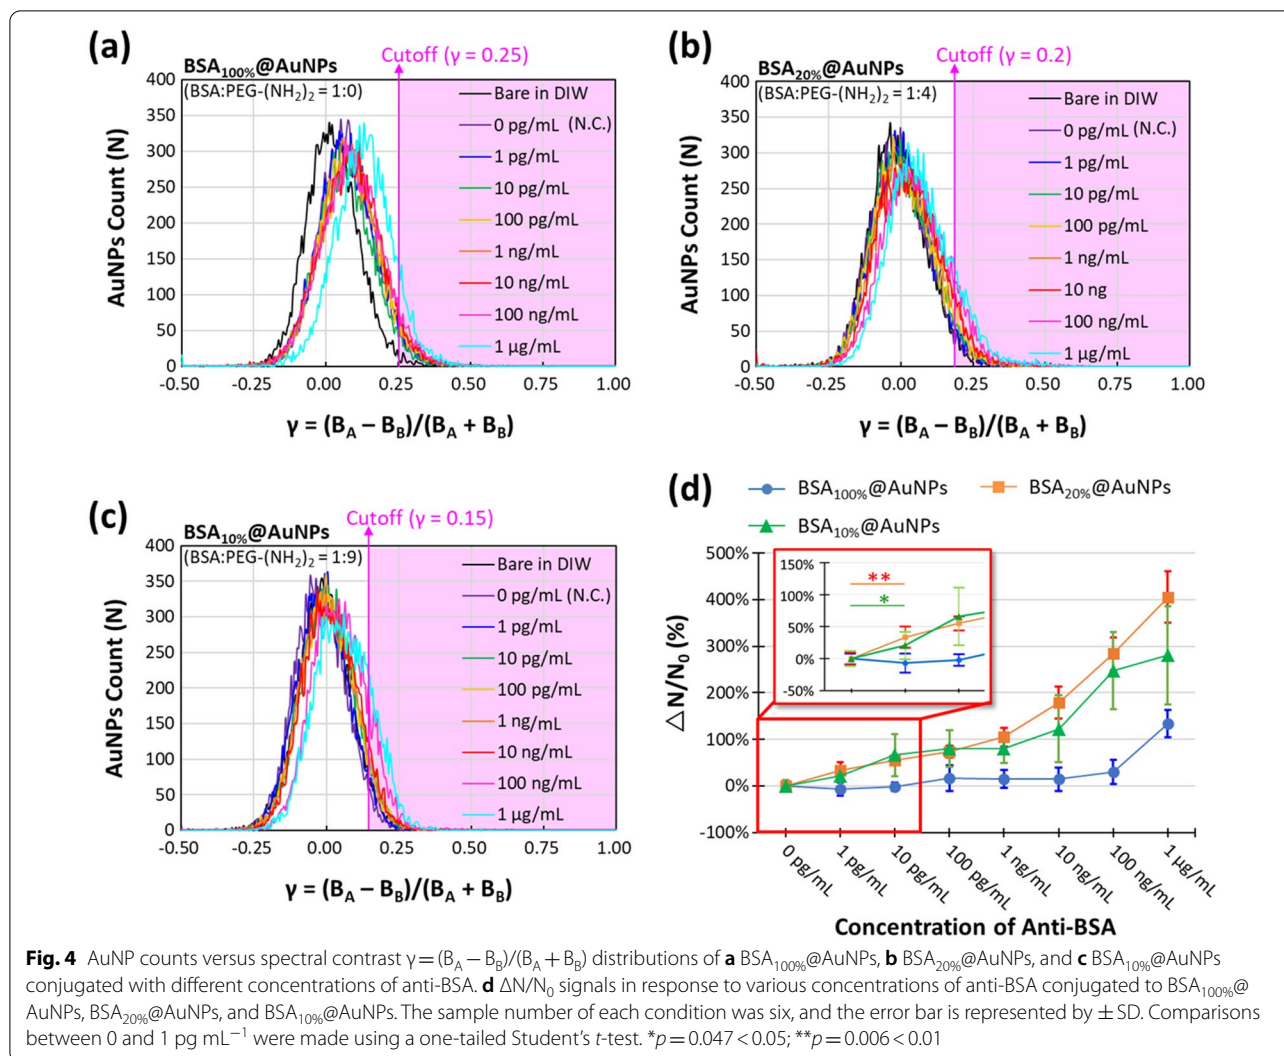 (a)
Cutoff (γ = 0.25)
BSA100%@AuNPs
(BSA:PEG-(NH2)2 = 1:0)
400
350
300
250
200
150
100
50
0
AuNPs Count (N)
Bare in DIW
0 pg/mL (N.C.)
1 pg/mL
10 pg/mL
100 pg/mL
1 ng/mL
10 ng/mL
100 ng/mL
1 µg/mL
-0.50 -0.25 0.00 0.25 0.50 0.75 1.00
γ = (BA – BB)/(BA + BB)
(b)
Cutoff (γ = 0.2)
BSA20%@AuNPs
(BSA:PEG-(NH2)2 = 1:4)
400
350
300
250
200
150
100
50
0
AuNPs Count (N)
Bare in DIW
0 pg/mL (N.C.)
1 pg/mL
10 pg/mL
100 pg/mL
1 ng/mL
10 ng
100 ng/mL
1 µg/mL
-0.50 -0.25 0.00 0.25 0.50 0.75 1.00
γ = (BA – BB)/(BA + BB)
(c)
Cutoff (γ = 0.15)
BSA10%@AuNPs
(BSA:PEG-(NH2)2 = 1:9)
400
350
300
250
200
150
100
50
0
AuNPs Count (N)
Bare in DIW
0 pg/mL (N.C.)
1 pg/mL
10 pg/mL
100 pg/mL
1 ng/mL
10 ng/mL
100 ng/mL
1 µg/mL
-0.50 -0.25 0.00 0.25 0.50 0.75 1.00
γ = (BA – BB)/(BA + BB)
(d)
BSA100%@AuNPs BSA20%@AuNPs
BSA10%@AuNPs
500%
400%
300%
200%
100%
0%
-100%
△N/N0 (%)
150%
100%
50%
0%
-50%
**
*
0 pg/mL
1 pg/mL
10 pg/mL
100 pg/mL
1 ng/mL
10 ng/mL
100 ng/mL
1 µg/mL
Concentration of Anti-BSA
Fig. 4 AuNP counts versus spectral contrast γ = (BA − BB)/(BA + BB) distributions of a BSA100%@AuNPs, b BSA20%@AuNPs, and c BSA10%@AuNPs
conjugated with different concentrations of anti-BSA. d ΔN/N0 signals in response to various concentrations of anti-BSA conjugated to BSA100%@
AuNPs, BSA20%@AuNPs, and BSA10%@AuNPs. The sample number of each condition was six, and the error bar is represented by ± SD. Comparisons
between 0 and 1 pg mL−1 were made using a one-tailed Student's t-test. *p = 0.047 < 0.05; **p = 0.006 < 0.01